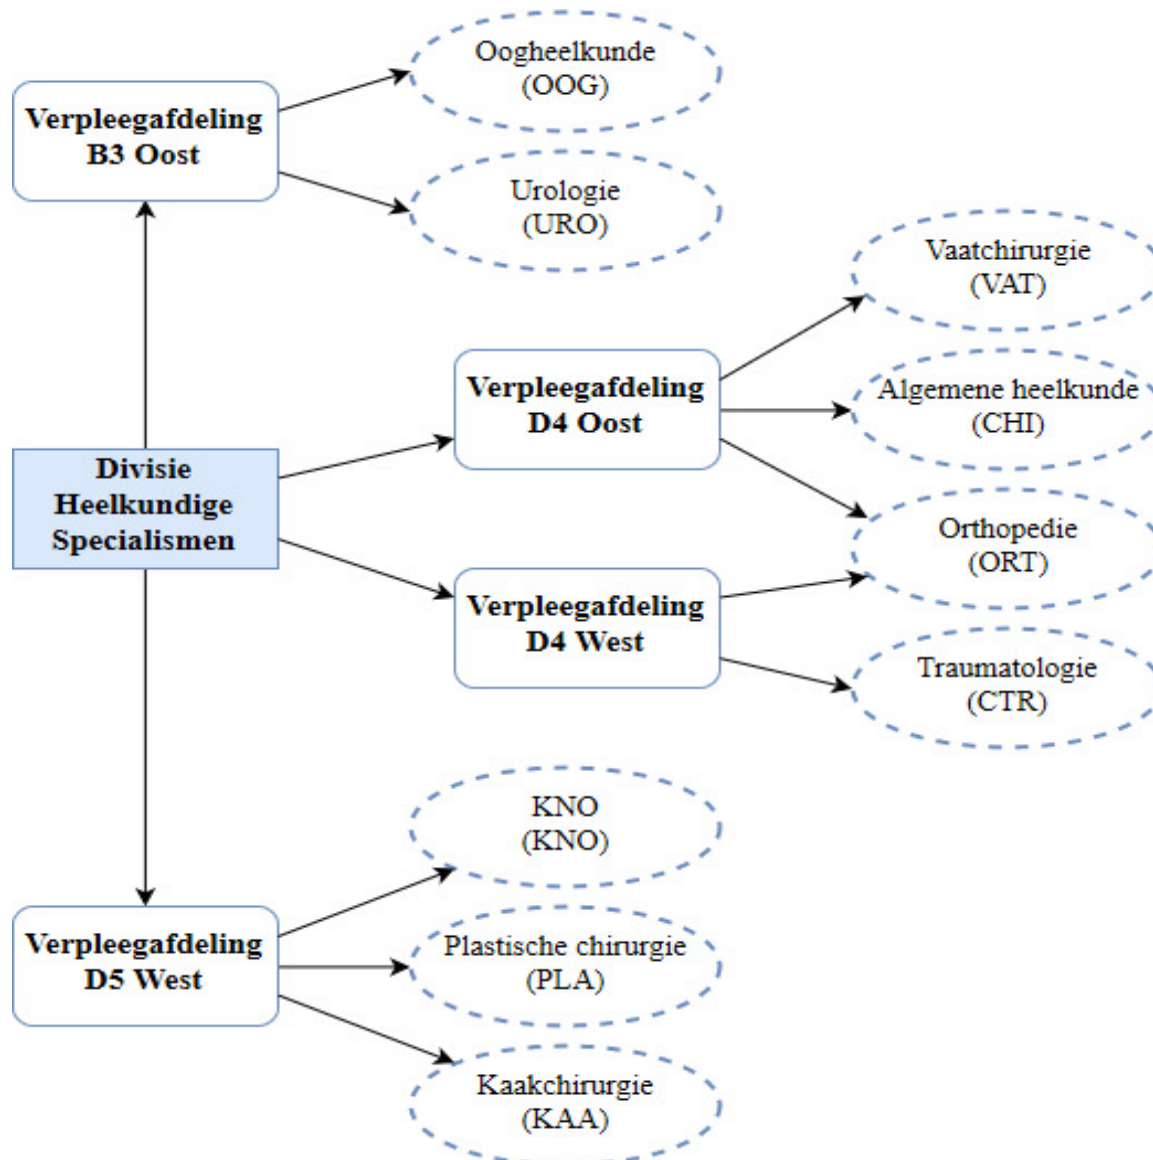 Oogheelkunde
(OOG)
Verpleegafdeling
B3 Oost
Urologie
(URO)
Vaatchirurgie
(VAT)
Verpleegafdeling
D4 Oost
Algemene heelkunde
(CHI)
Divisie
Heelkundige
Specialismen
Orthopedie
(ORT)
Verpleegafdeling
D4 West
Traumatologie
(CTR)
KNO
(KNO)
Verpleegafdeling
D5 West
Plastische chirurgie
(PLA)
Kaakchirurgie
(KAA)